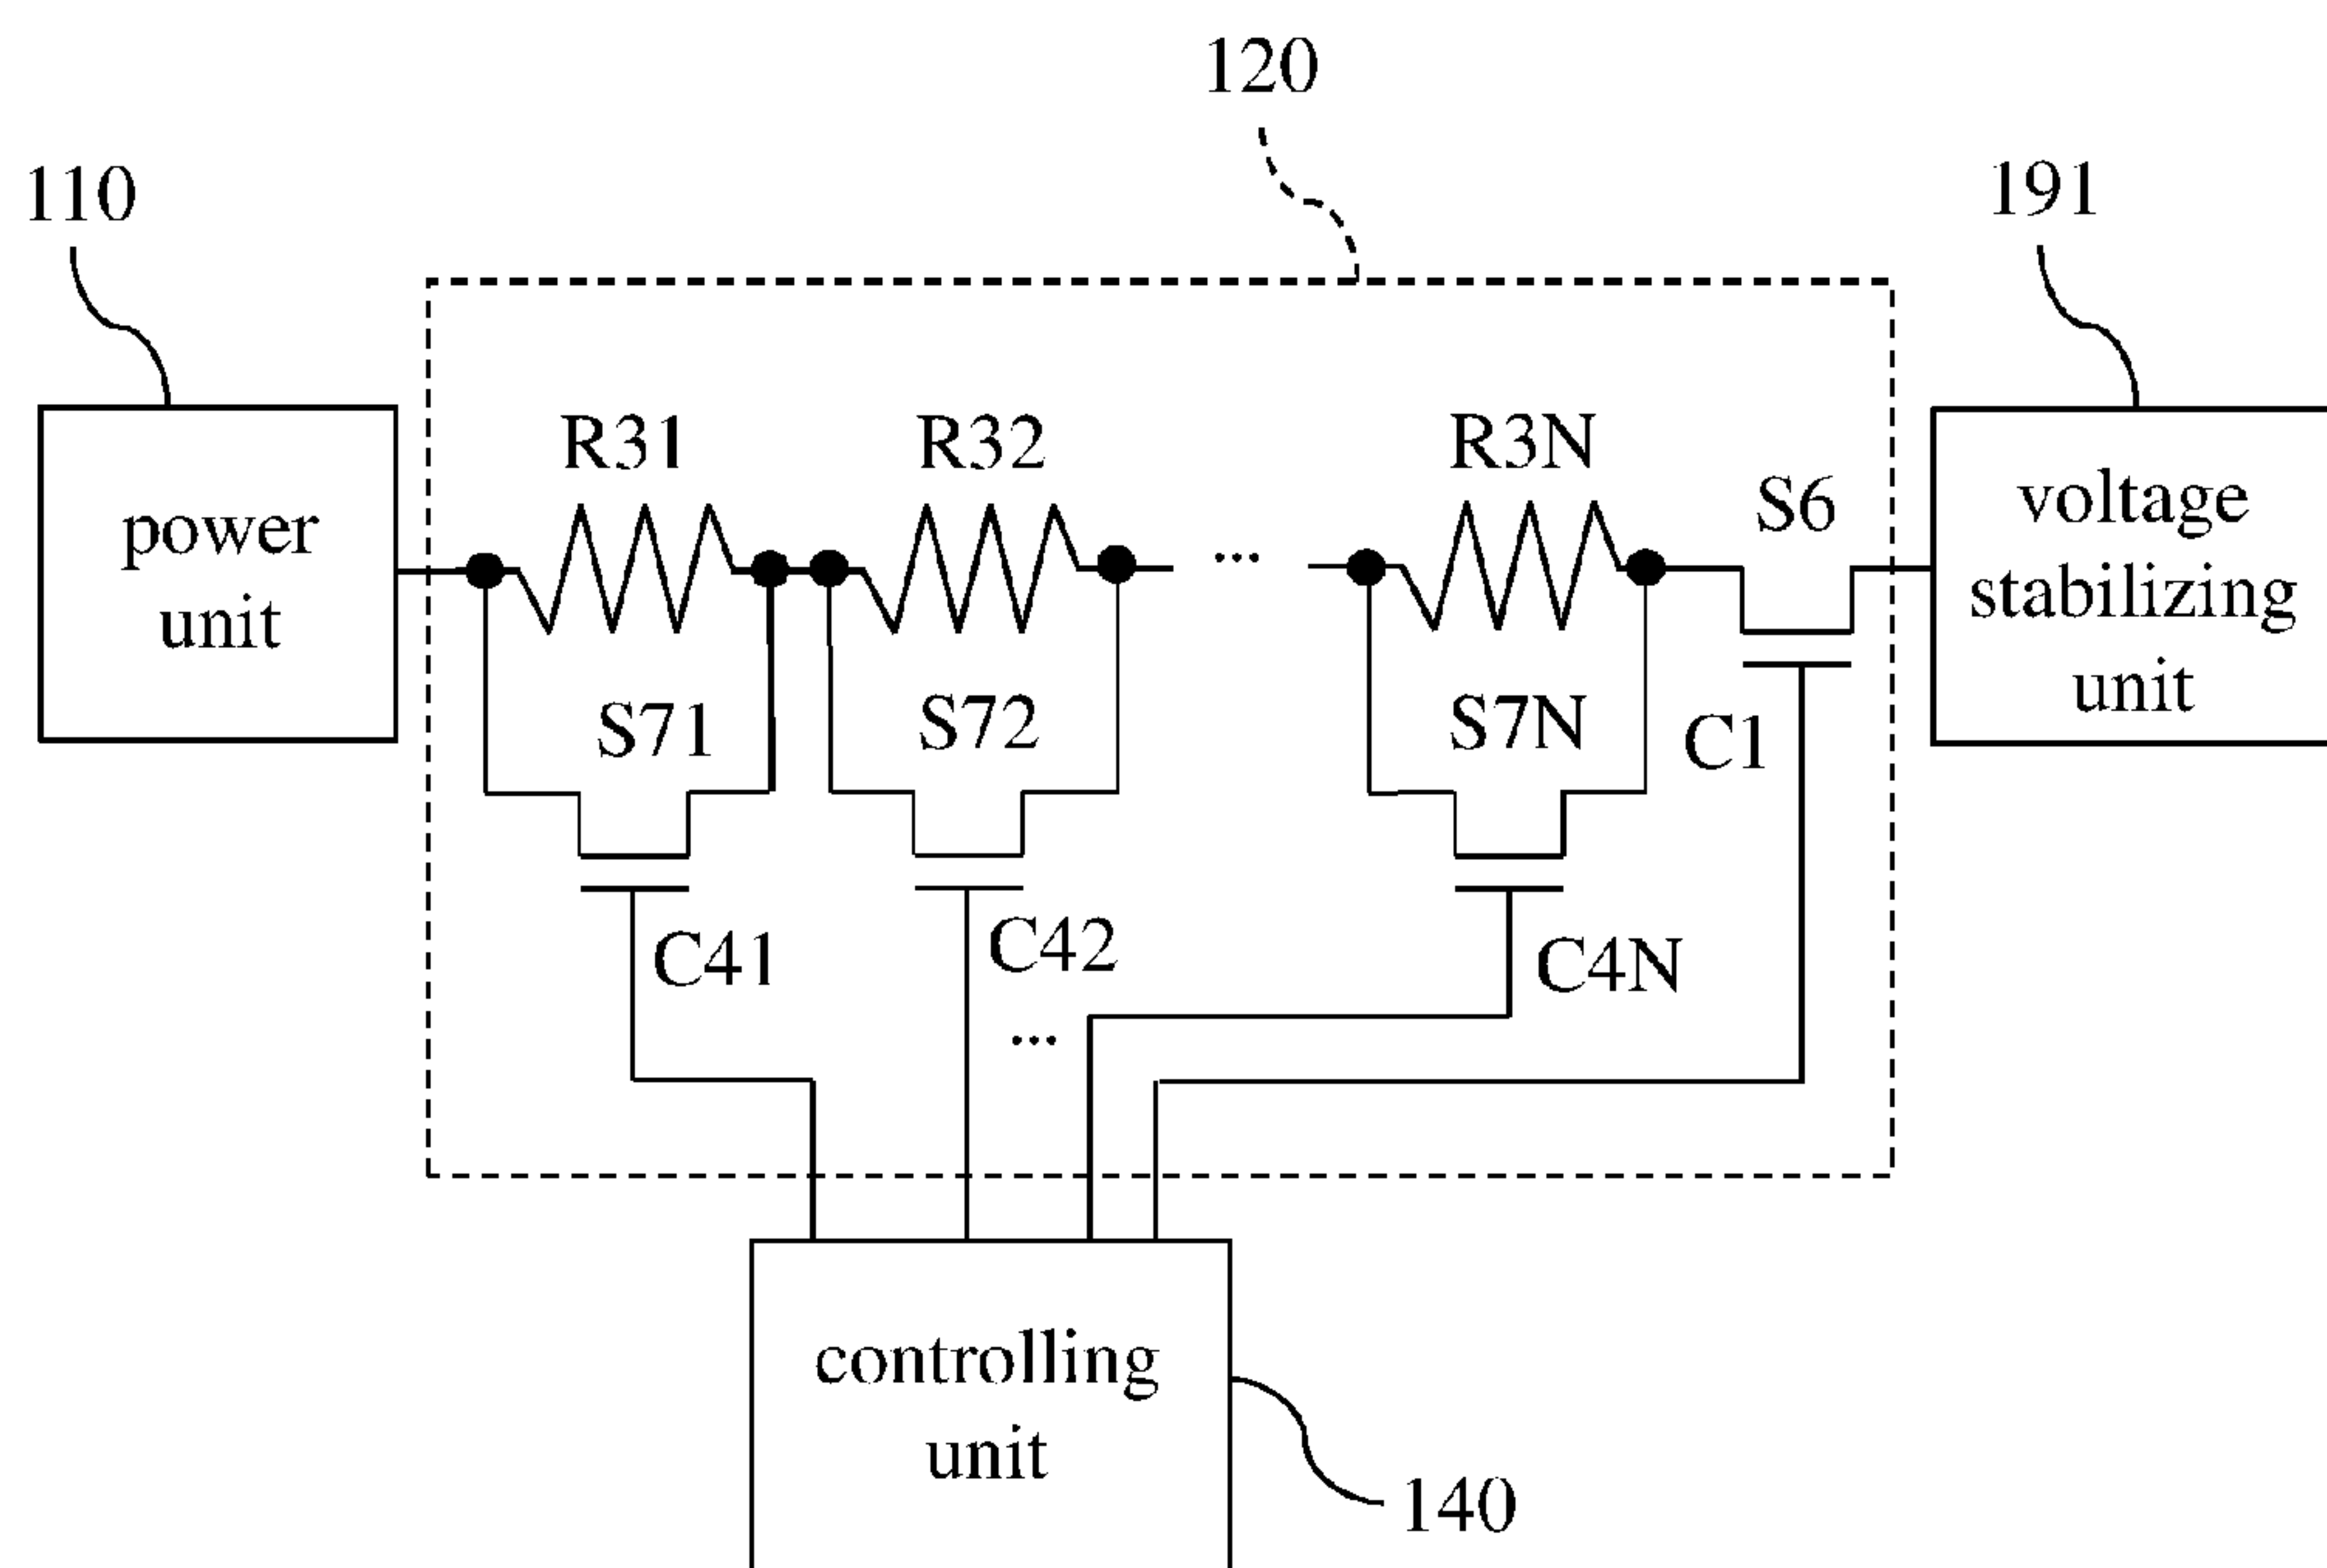 120
110
191
R31
R32
R3N
S6
power
unit
...
voltage
stabilizing
unit
S71
S72
S7N
C1
C41
C42
C4N
...
controlling
unit
140